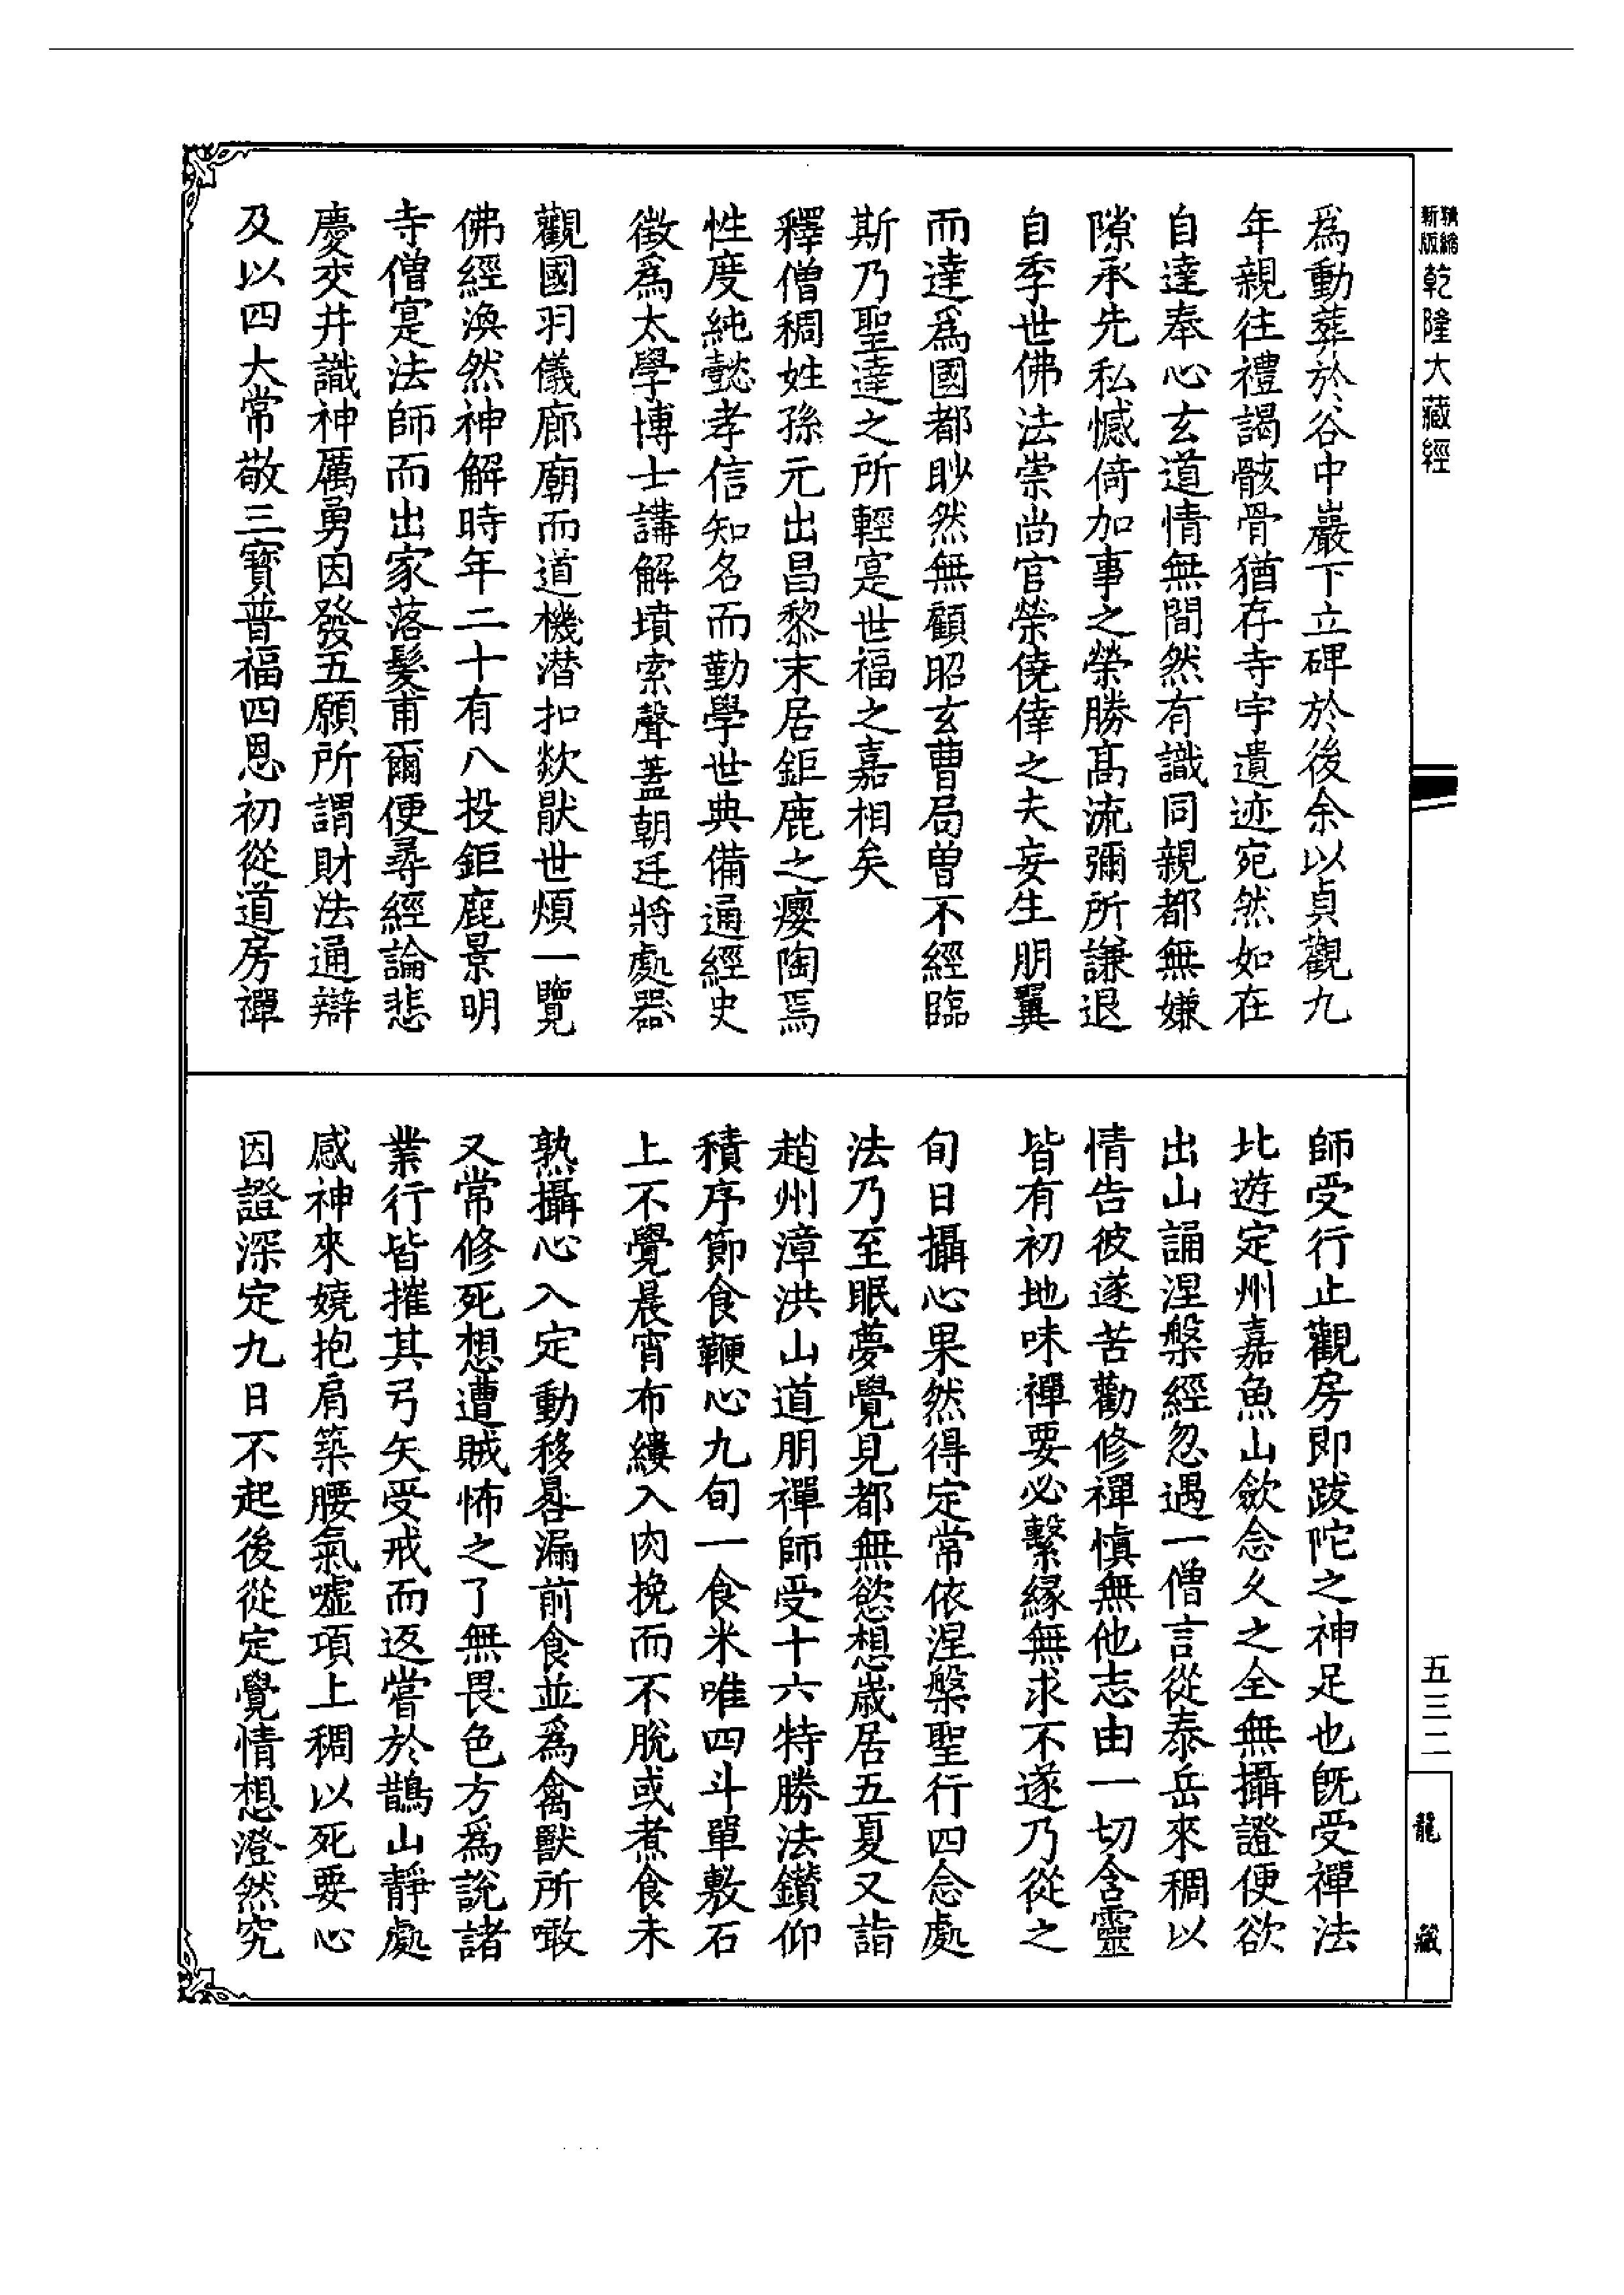 新版精縮乾隆大藏經
爲動葬於谷中巖下立碑於後余以貞觀九
年親往禮謁骸骨猶存寺宇遺迹宛然如在
自達奉心玄道情無間然有識同親都無嫌
隙承先私憾倚加事之榮勝髙流彌所謙退
自季世佛法崇尚官榮僥倖之夫妄生朋翼
而達爲國都眇然無顧昭玄曹局曽不經臨
斯乃聖達之所輕寔世福之嘉相矣
釋僧稠姓孫元出昌黎末居鉅鹿之癭陶焉
性度純懿孝信知名而勤學世典備通經史
徵爲太學博士講解墳索聲蓋朝廷將處器
觀國羽儀廊廟而道機潛扣欻厭世煩一覽
佛經渙然神解時年二十有八投鉅鹿景明
寺僧寔法師而出家落髮甫爾便尋經論悲
慶交并識神厲勇因發五願所謂財法通辯
及以四大常敬三寶普福四恩初從道房禪
師受行止觀房即跋陀之神足也旣受禪法
北遊定州嘉魚山斂念久之全無攝證便欲
出山誦涅槃經忽遇一僧言從泰岳來稠以
情告彼遂苦勸修禪愼無他志由一切含靈
皆有初地味禪要必繫縁無求不遂乃從之
旬日攝心果然得定常依涅槃聖行四念處
法乃至眠夢覺見都無慾想歲居五夏又詣
趙州漳洪山道朋禪師受十六特勝法鑽仰
積序節食鞭心九旬一食米唯四斗單敷石
上不覺晨宵布縷入肉挽而不脫或煮食未
熟攝心入定動移晷漏前食並爲禽獸所噉
又常修死想遭賊怖之了無畏色方爲說諸
業行皆摧其弓矢受戒而返嘗於鵲山靜處
感神來嬈抱肩築腰氣噓項上稠以死要心
因證深定九日不起後從定覺情想澄然究
五三二
龍藏